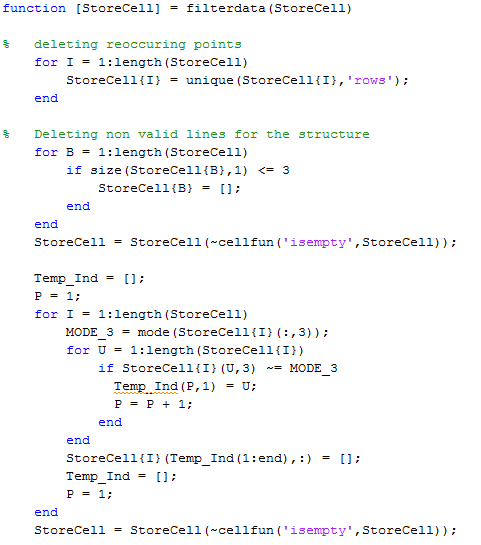 function [StoreCell] = filterdata(StoreCell)
%   deleting reoccuring points
    for I = 1:length(StoreCell)
        StoreCell{I} = unique(StoreCell{I},'rows');
    end
%   Deleting non valid lines for the structure
    for B = 1:length(StoreCell)
        if size(StoreCell{B},1) <= 3
            StoreCell{B} = [];
        end
    end
    StoreCell = StoreCell(~cellfun('isempty',StoreCell));
    Temp_Ind = [];
    P = 1;
    for I = 1:length(StoreCell)
        MODE_3 = mode(StoreCell{I}(:,3));
        for U = 1:length(StoreCell{I})
            if StoreCell{I}(U,3) ~= MODE_3
              Temp_Ind(P,1) = U;
              P = P + 1;
            end
        end
        StoreCell{I}(Temp_Ind(1:end),:) = [];
        Temp_Ind = [];
        P = 1;
    end
    StoreCell = StoreCell(~cellfun('isempty',StoreCell));